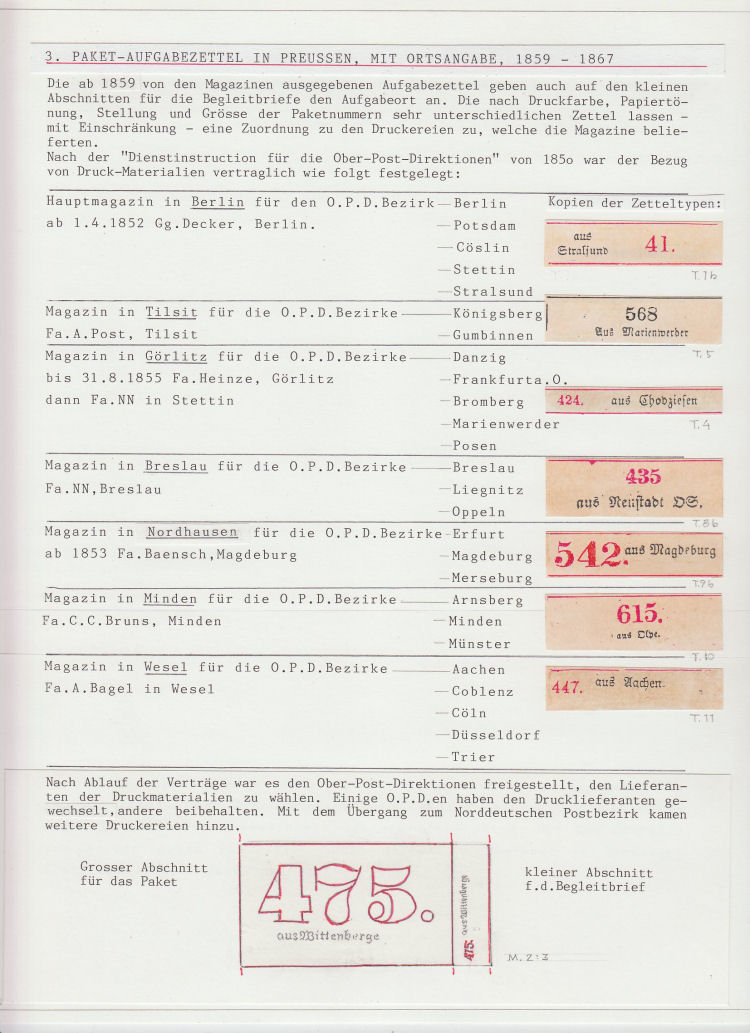 3. PAKET-AUFGABEZETTEL IN PREUSSEN, MIT ORTSANGABE, 1859 – 1867
Die ab 1859 von den Magazinen ausgegebenen Aufgabezettel geben auch auf den kleinen
Abschnitten für die Begleitbriefe den Aufgabeort an. Die nach Druckfarbe, Papiertö-
nung, Stellung und Grösse der Paketnummern sehr unterschiedlichen Zettel lassen –
mit Einschränkung – eine Zuordnung zu den Druckereien zu, welche die Magazine belie-
ferten.
Nach der "Dienstinstruction für die Ober-Post-Direktionen" von 185o war der Bezug
von Druck-Materialien vertraglich wie folgt festgelegt:
Hauptmagazin in Berlin für den O.P.D.Bezirk—Berlin
Kopien der Zetteltypen:
ab 1.4.1852 Gg.Decker, Berlin.
—Potsdam
—Cöslin
—Stettin
—Stralsund
aus
Stralsund
41.
T.7b
Magazin in Tilsit für die O.P.D.Bezirke——Königsberg
Fa.A.Post, Tilsit
—Gumbinnen
568
Aus Marienwerder
T.5
Magazin in Görlitz für die O.P.D.Bezirke——Danzig
bis 31.8.1855 Fa.Heinze, Görlitz
—Frankfurta.O.
dann Fa.NN in Stettin
—Bromberg
—Marienwerder
—Posen
424. aus Chodziesen
T.4
Magazin in Breslau für die O.P.D.Bezirke——Breslau
Fa.NN,Breslau
—Liegnitz
—Oppeln
435
aus Neustadt OS.
T.8b
Magazin in Nordhausen für die O.P.D.Bezirke-Erfurt
ab 1853 Fa.Baensch,Magdeburg
—Magdeburg
—Merseburg
542. aus Magdeburg
T.9b
Magazin in Minden für die O.P.D.Bezirke——Arnsberg
Fa.C.C.Bruns, Minden
—Minden
—Münster
615.
aus Olpe.
T.10
Magazin in Wesel für die O.P.D.Bezirke——Aachen
Fa.A.Bagel in Wesel
—Coblenz
—Cöln
—Düsseldorf
—Trier
447. aus Aachen.
T.11
Nach Ablauf der Verträge war es den Ober-Post-Direktionen freigestellt, den Lieferan-
ten der Druckmaterialien zu wählen. Einige O.P.D.en haben den Drucklieferanten ge-
wechselt,andere beibehalten. Mit dem Übergang zum Norddeutschen Postbezirk kamen
weitere Druckereien hinzu.
Grosser Abschnitt
für das Paket
475.
aus Wittenberge
475. aus Wittenberge
kleiner Abschnitt
f.d.Begleitbrief
M. 2:3